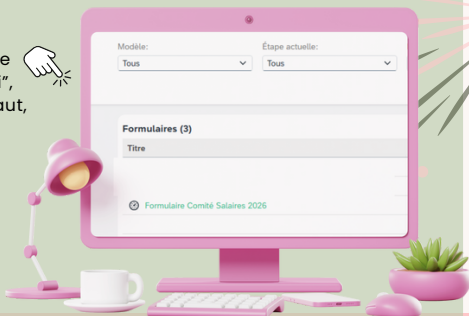 Modèle:
Étape actuelle:
Tous
Tous
Formulaires (3)
Titre
Formulaire Comité Salaires 2026